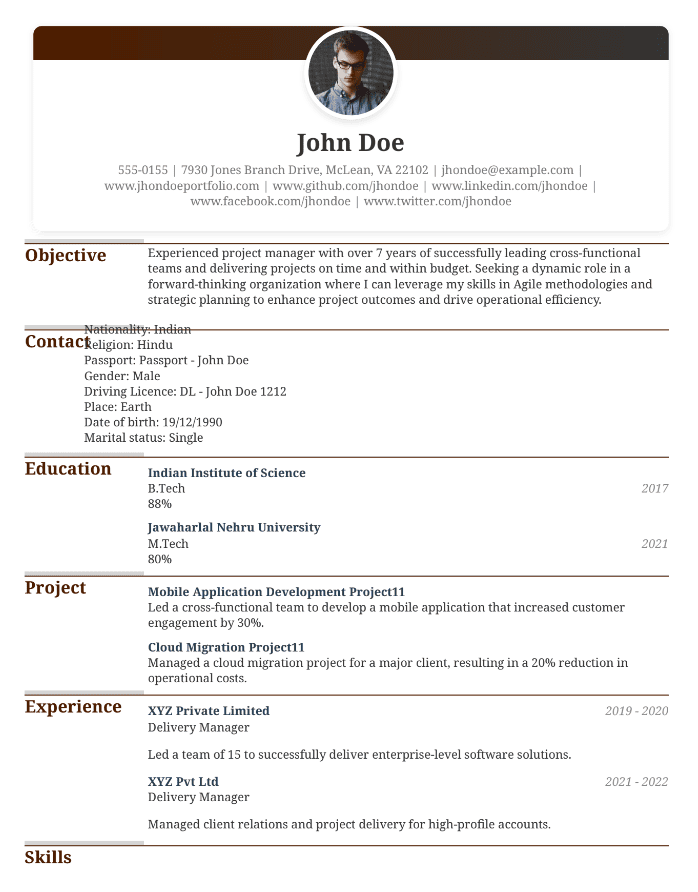 John Doe
555-0155 | 7930 Jones Branch Drive, McLean, VA 22102 | jhondoe@example.com |
www.jhondoeportfolio.com | www.github.com/jhondoe | www.linkedin.com/jhondoe |
www.facebook.com/jhondoe | www.twitter.com/jhondoe
Objective
Experienced project manager with over 7 years of successfully leading cross-functional
teams and delivering projects on time and within budget. Seeking a dynamic role in a
forward-thinking organization where I can leverage my skills in Agile methodologies and
strategic planning to enhance project outcomes and drive operational efficiency.
Contact
Nationality: Indian
Religion: Hindu
Passport: Passport - John Doe
Gender: Male
Driving Licence: DL - John Doe 1212
Place: Earth
Date of birth: 19/12/1990
Marital status: Single
Education
Indian Institute of Science
B.Tech 2017
88%
Jawaharlal Nehru University
M.Tech 2021
80%
Project
Mobile Application Development Project11
Led a cross-functional team to develop a mobile application that increased customer
engagement by 30%.
Cloud Migration Project11
Managed a cloud migration project for a major client, resulting in a 20% reduction in
operational costs.
Experience
XYZ Private Limited 2019 - 2020
Delivery Manager
Led a team of 15 to successfully deliver enterprise-level software solutions.
XYZ Pvt Ltd 2021 - 2022
Delivery Manager
Managed client relations and project delivery for high-profile accounts.
Skills